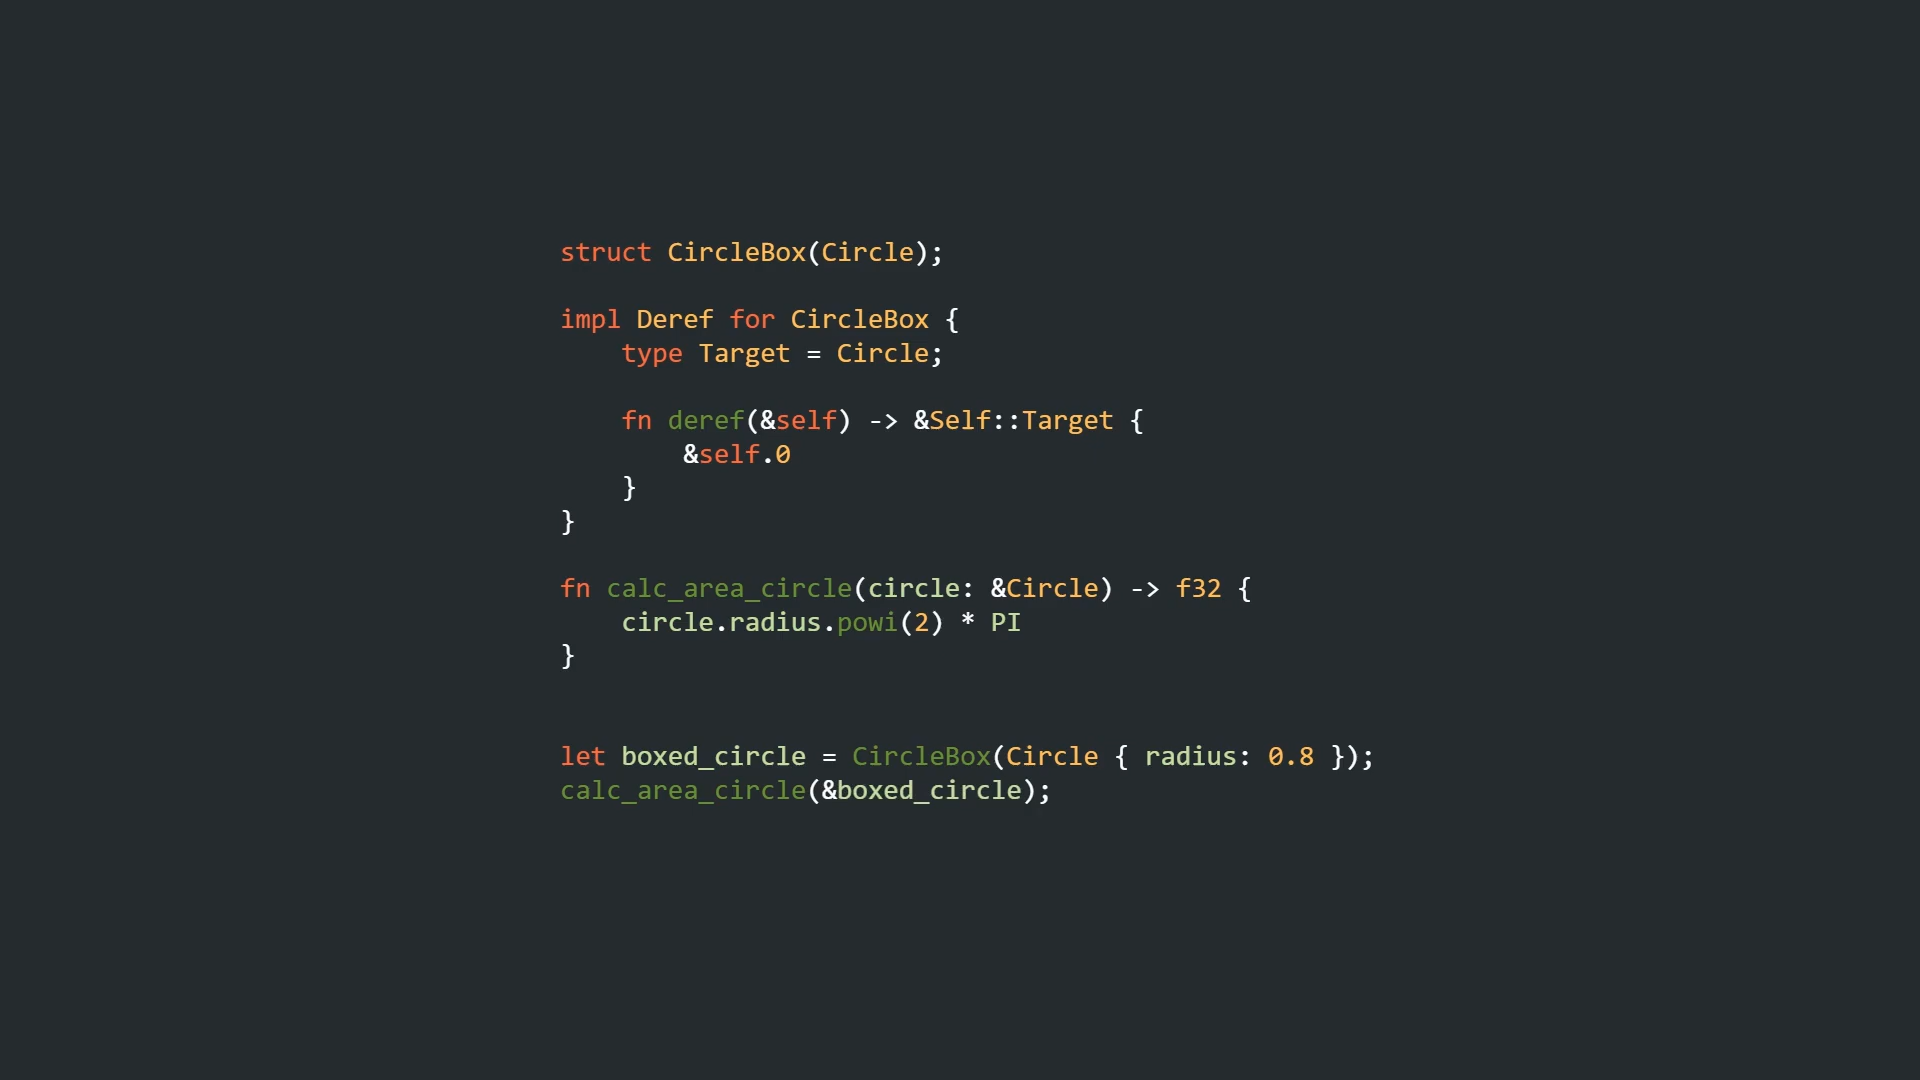 struct CircleBox(Circle);
impl Deref for CircleBox {
    type Target = Circle;
    fn deref(&self) -> &Self::Target {
        &self.0
    }
}
fn calc_area_circle(circle: &Circle) -> f32 {
    circle.radius.powi(2) * PI
}
let boxed_circle = CircleBox(Circle { radius: 0.8 });
calc_area_circle(&boxed_circle);